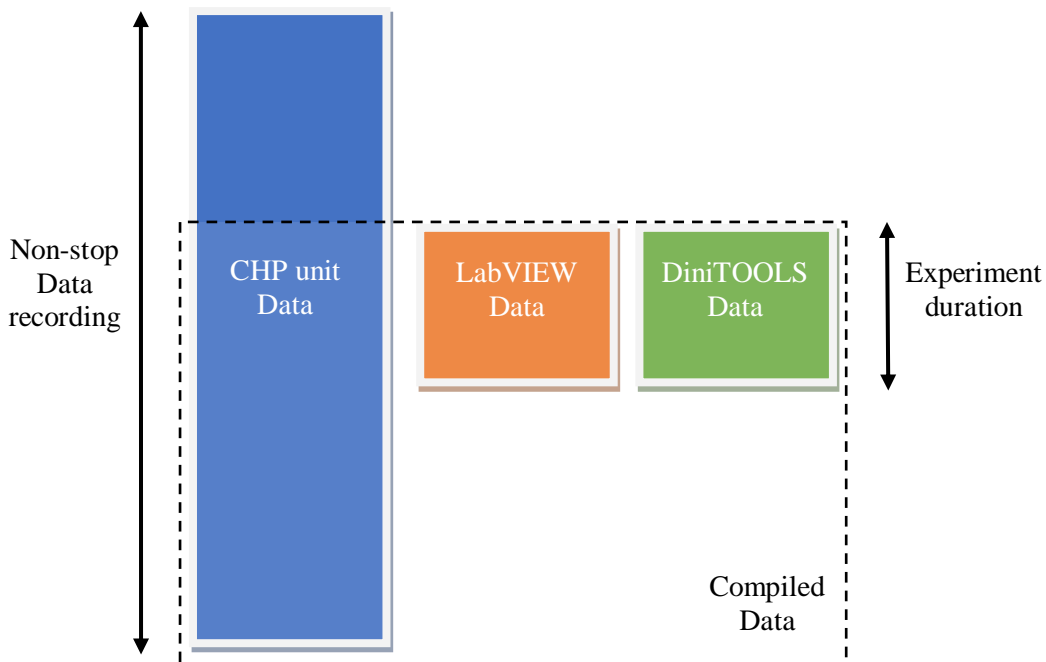 Non-stop
Data
recording
CHP unit
Data
LabVIEW
Data
DiniTOOLS
Data
Experiment
duration
Compiled
Data